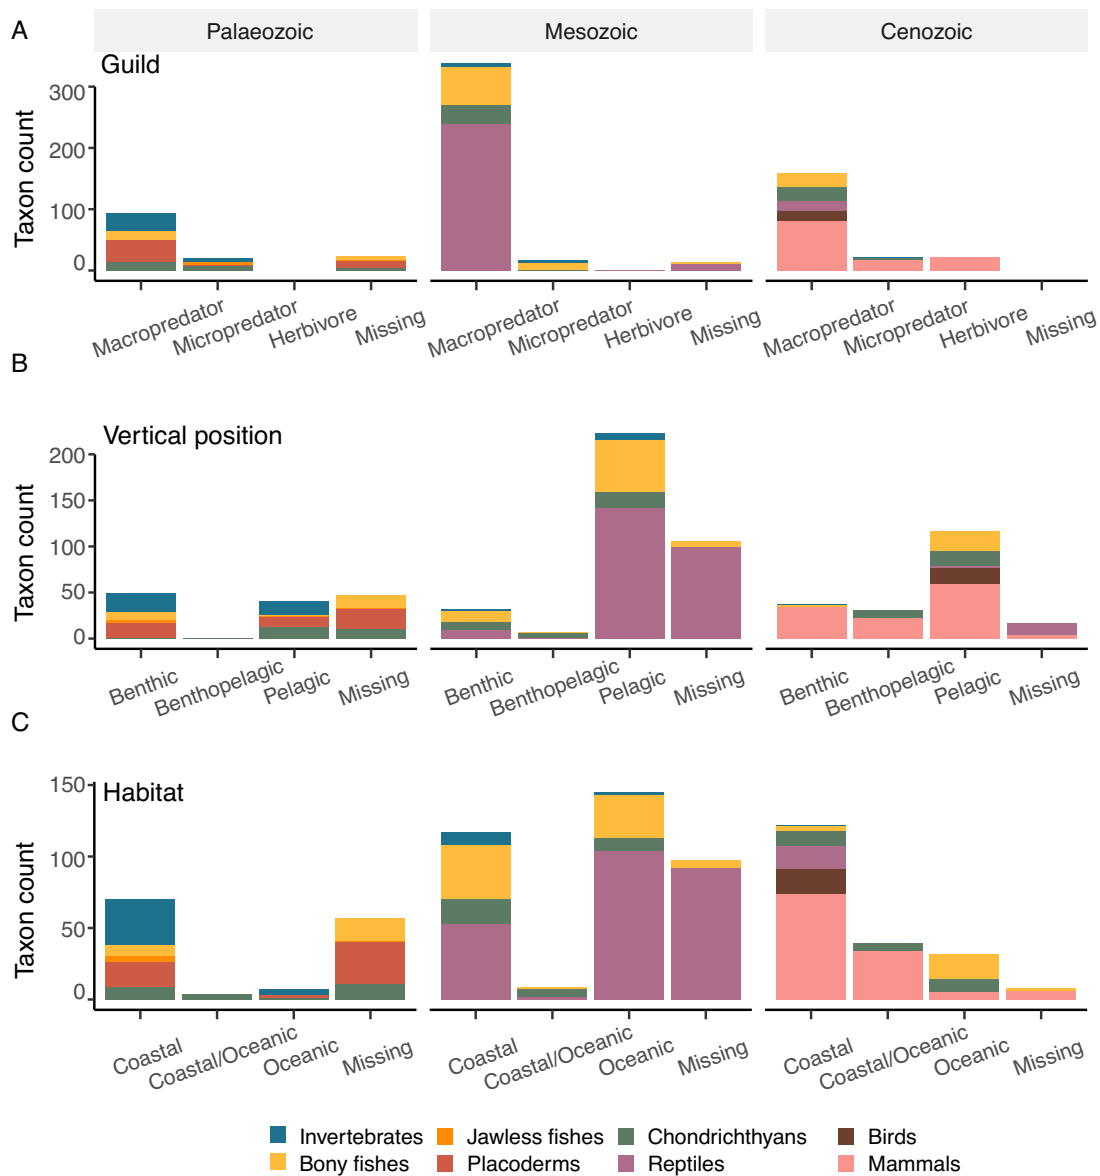 A
Palaeozoic Mesozoic Cenozoic
Guild
Taxon count
300
200
100
0
Macropredator Micropredator Herbivore Missing Macropredator Micropredator Herbivore Missing Macropredator Micropredator Herbivore Missing
B
Vertical position
Taxon count
200
150
100
50
0
Benthic Benthopelagic Pelagic Missing Benthic Benthopelagic Pelagic Missing Benthic Benthopelagic Pelagic Missing
C
Habitat
Taxon count
150
100
50
0
Coastal Coastal/Oceanic Oceanic Missing Coastal Coastal/Oceanic Oceanic Missing Coastal Coastal/Oceanic Oceanic Missing
Invertebrates Jawless fishes Chondrichthyans Birds
Bony fishes Placoderms Reptiles Mammals